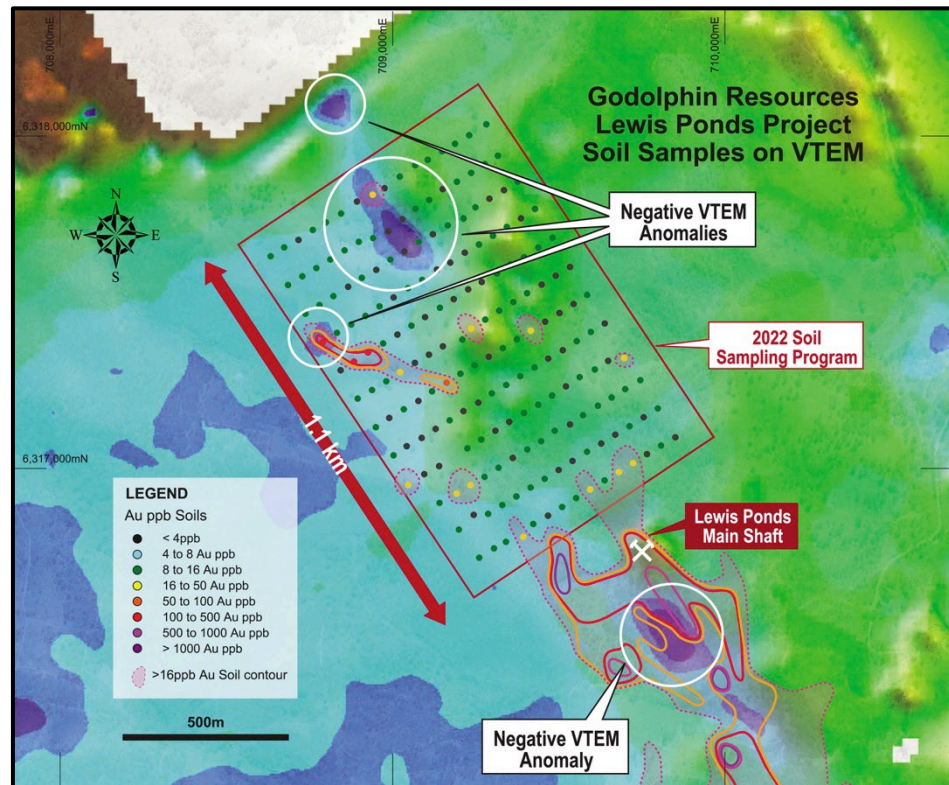 708,000mE
709,000mE
710,000mE
Godolphin Resources
Lewis Ponds Project
Soil Samples on VTEM
6,318,000mN
N
W E
S
Negative VTEM
Anomalies
2022 Soil
Sampling Program
1.1 km
6,317,000mN
LEGEND
Au ppb Soils
< 4ppb
4 to 8 Au ppb
8 to 16 Au ppb
16 to 50 Au ppb
50 to 100 Au ppb
100 to 500 Au ppb
500 to 1000 Au ppb
> 1000 Au ppb
>16ppb Au Soil contour
500m
Lewis Ponds
Main Shaft
Negative VTEM
Anomaly